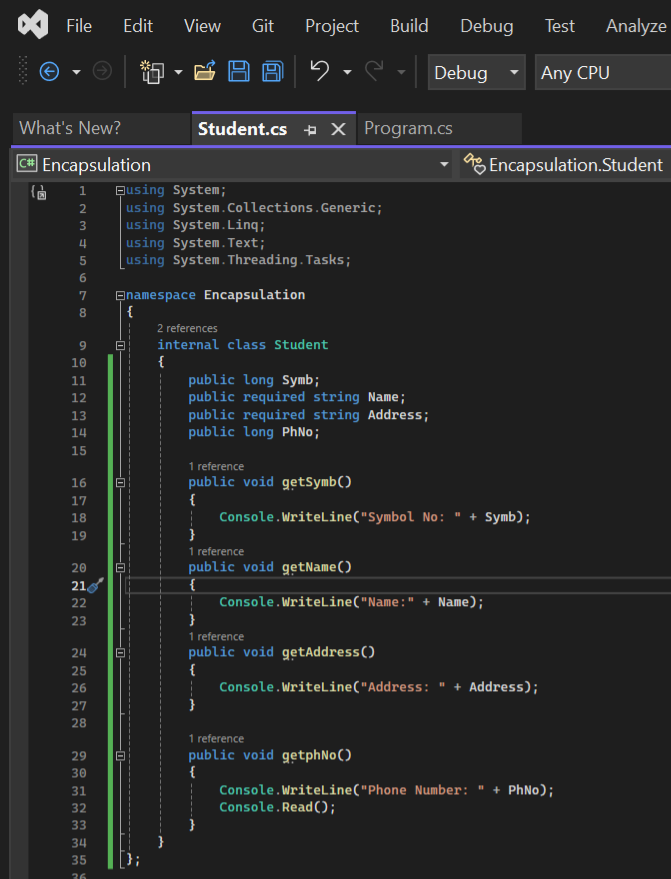 File Edit View Git Project Build Debug Test Analyze
Debug Any CPU
What's New? Student.cs Program.cs
C# Encapsulation Encapsulation.Student
1 using System;
2 using System.Collections.Generic;
3 using System.Linq;
4 using System.Text;
5 using System.Threading.Tasks;
6
7 namespace Encapsulation
8 {
2 references
9 internal class Student
10 {
11 public long Symb;
12 public required string Name;
13 public required string Address;
14 public long PhNo;
15
1 reference
16 public void getSymb()
17 {
18 Console.WriteLine("Symbol No: " + Symb);
19 }
1 reference
20 public void getName()
21 {
22 Console.WriteLine("Name:" + Name);
23 }
1 reference
24 public void getAddress()
25 {
26 Console.WriteLine("Address: " + Address);
27 }
28
1 reference
29 public void getphNo()
30 {
31 Console.WriteLine("Phone Number: " + PhNo);
32 Console.Read();
33 }
34 }
35 };
36